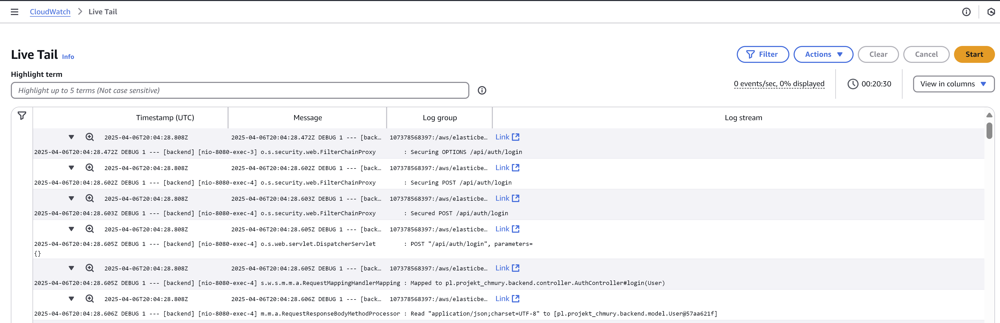 CloudWatch > Live Tail
Live Tail Info
Filter Actions Clear Cancel Start
Highlight term
Highlight up to 5 terms (Not case sensitive)
0 events/sec, 0% displayed 00:20:30 View in columns
Timestamp (UTC) Message Log group Log stream
2025-04-06T20:04:28.808Z 2025-04-06T20:04:28.472Z DEBUG 1 --- [back… 107378568397:/aws/elasticbe… Link
2025-04-06T20:04:28.472Z DEBUG 1 --- [backend] [nio-8080-exec-3] o.s.security.web.FilterChainProxy : Securing OPTIONS /api/auth/login
2025-04-06T20:04:28.808Z 2025-04-06T20:04:28.602Z DEBUG 1 --- [back… 107378568397:/aws/elasticbe… Link
2025-04-06T20:04:28.602Z DEBUG 1 --- [backend] [nio-8080-exec-4] o.s.security.web.FilterChainProxy : Securing POST /api/auth/login
2025-04-06T20:04:28.808Z 2025-04-06T20:04:28.603Z DEBUG 1 --- [back… 107378568397:/aws/elasticbe… Link
2025-04-06T20:04:28.603Z DEBUG 1 --- [backend] [nio-8080-exec-4] o.s.security.web.FilterChainProxy : Secured POST /api/auth/login
2025-04-06T20:04:28.808Z 2025-04-06T20:04:28.605Z DEBUG 1 --- [back… 107378568397:/aws/elasticbe… Link
2025-04-06T20:04:28.605Z DEBUG 1 --- [backend] [nio-8080-exec-4] o.s.web.servlet.DispatcherServlet : POST "/api/auth/login", parameters=
{}
2025-04-06T20:04:28.808Z 2025-04-06T20:04:28.605Z DEBUG 1 --- [back… 107378568397:/aws/elasticbe… Link
2025-04-06T20:04:28.605Z DEBUG 1 --- [backend] [nio-8080-exec-4] s.w.s.m.m.a.RequestMappingHandlerMapping : Mapped to pl.projekt_chmury.backend.controller.AuthController#login(User)
2025-04-06T20:04:28.808Z 2025-04-06T20:04:28.606Z DEBUG 1 --- [back… 107378568397:/aws/elasticbe… Link
2025-04-06T20:04:28.606Z DEBUG 1 --- [backend] [nio-8080-exec-4] m.m.a.RequestResponseBodyMethodProcessor : Read "application/json;charset=UTF-8" to [pl.projekt_chmury.backend.model.User@57aa621f]